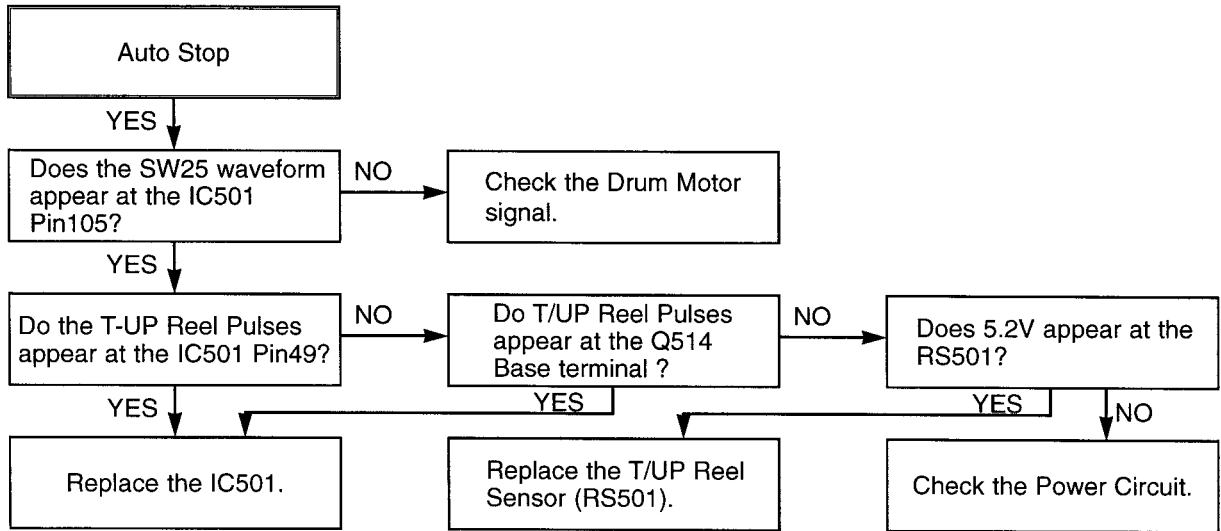 Auto Stop
YES
Does the SW25 waveform
appear at the IC501
Pin105?
NO
Check the Drum Motor
signal.
YES
Do the T-UP Reel Pulses
appear at the IC501 Pin49?
NO
Do T/UP Reel Pulses
appear at the Q514
Base terminal ?
NO
Does 5.2V appear at the
RS501?
YES
YES
YES
NO
Replace the IC501.
Replace the T/UP Reel
Sensor (RS501).
Check the Power Circuit.